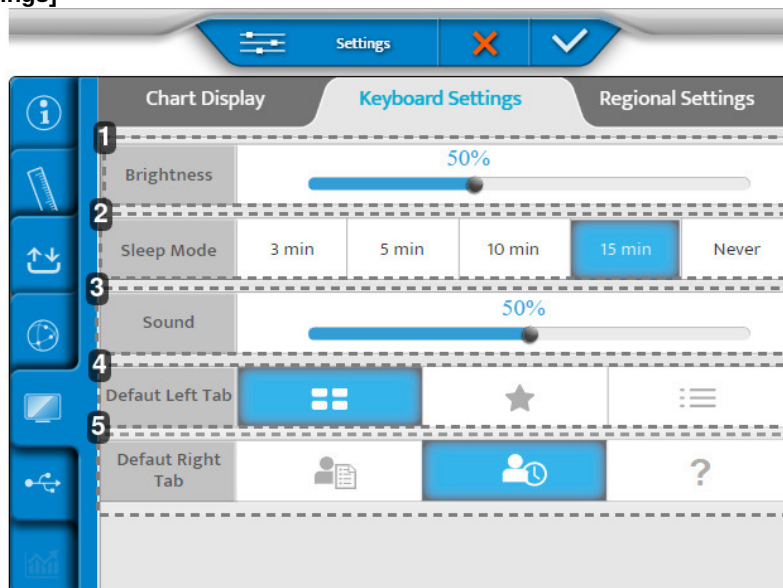 ings]
Settings
Chart Display Keyboard Settings Regional Settings
1
Brightness 50%
2
Sleep Mode 3 min 5 min 10 min 15 min Never
3
Sound 50%
4
Defaut Left Tab
5
Defaut Right
Tab ?